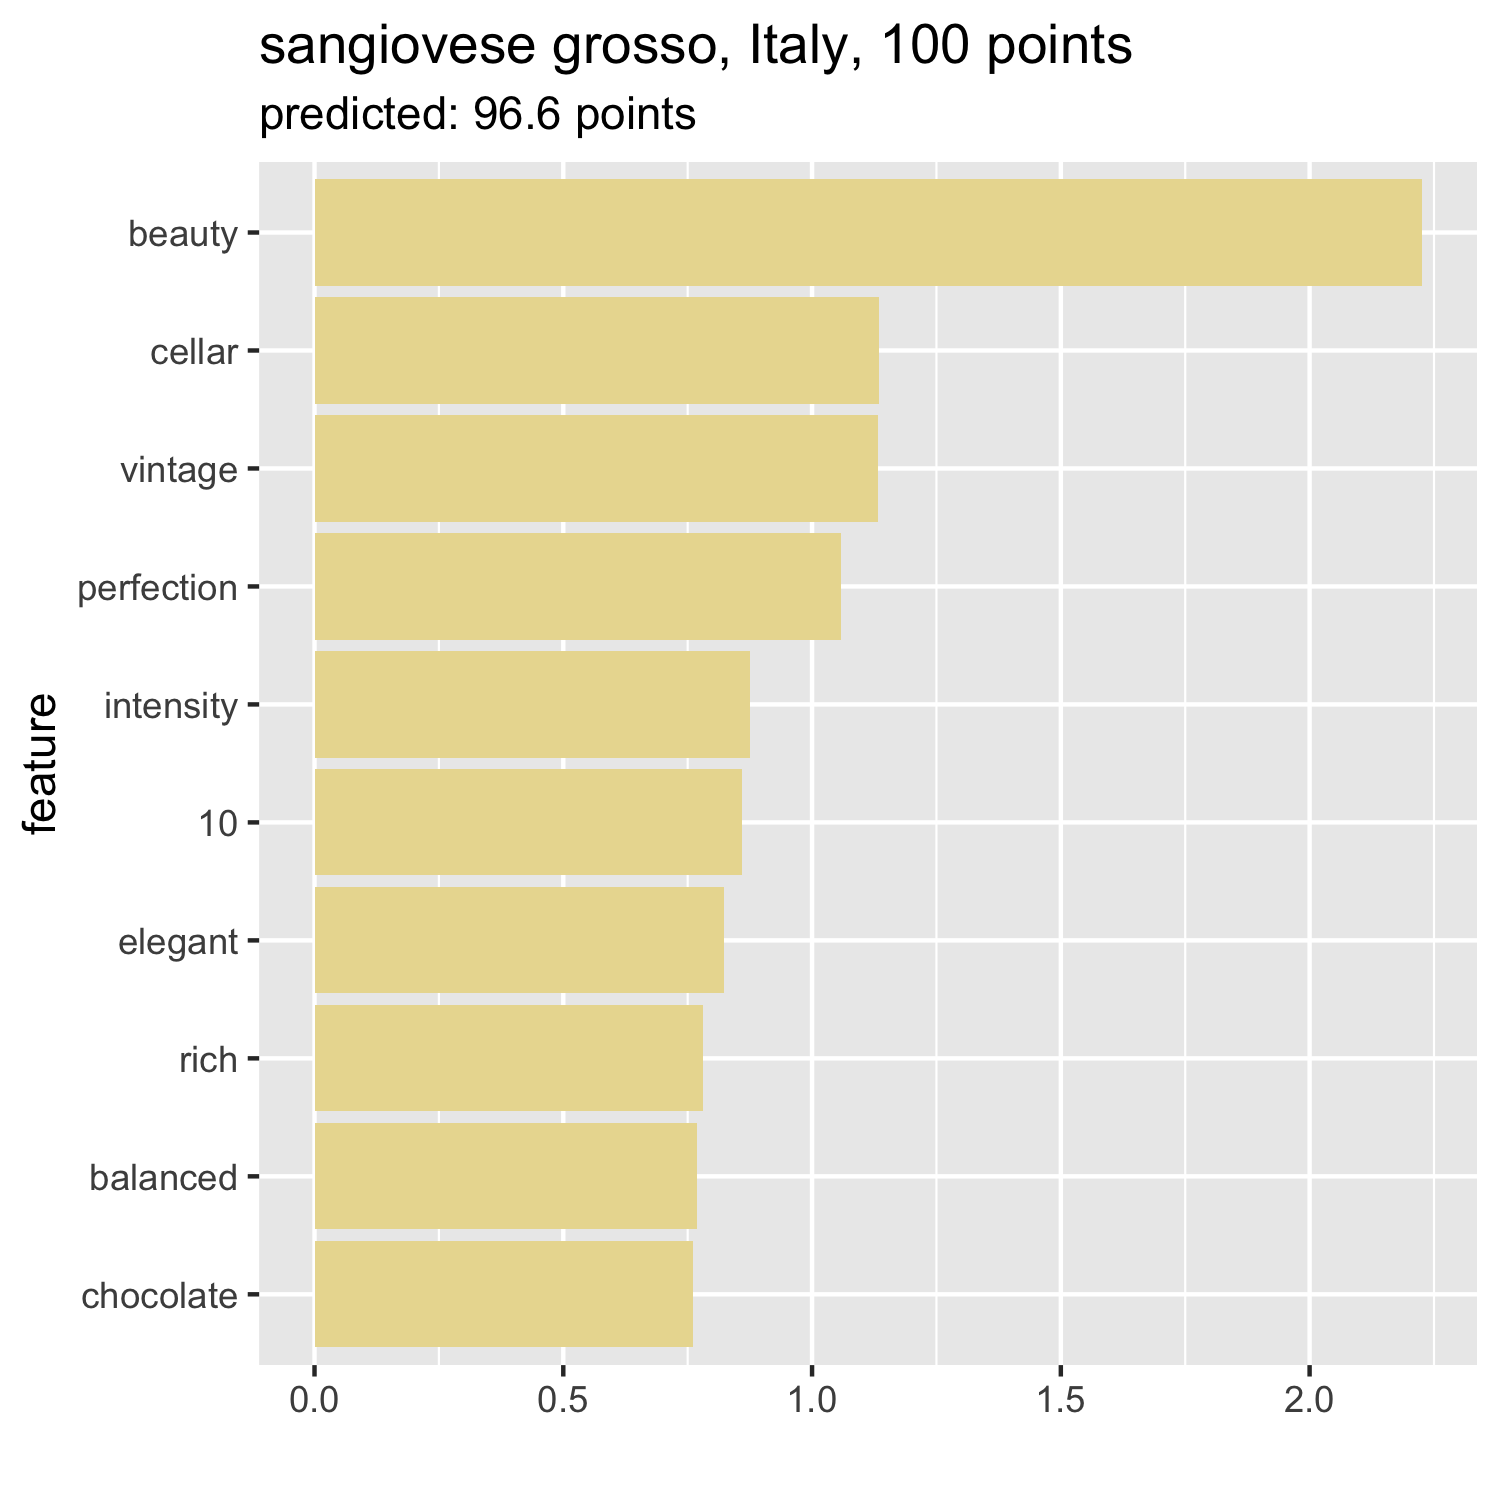 sangiovese grosso, Italy, 100 points
predicted: 96.6 points
beauty
cellar
vintage
perfection
intensity
10
elegant
rich
balanced
chocolate
feature
0.0 0.5 1.0 1.5 2.0